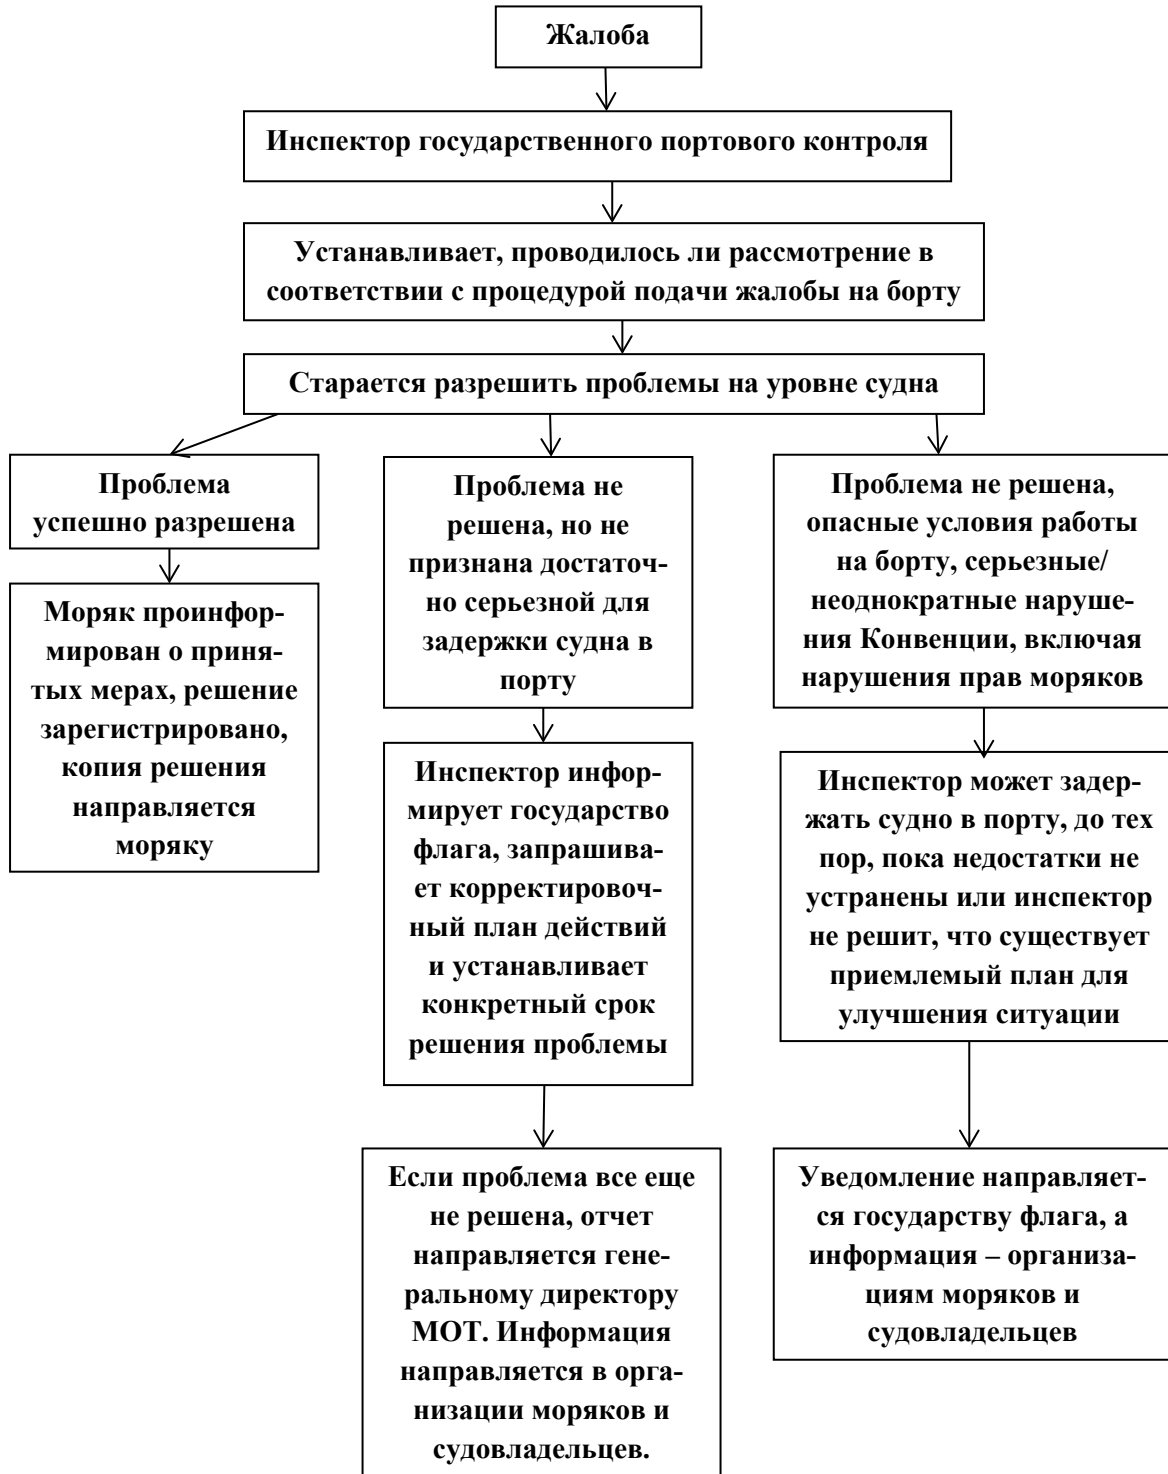 Жалоба
Инспектор государственного портового контроля
Устанавливает, проводилось ли рассмотрение в
соответствии с процедурой подачи жалобы на борту
Старается разрешить проблемы на уровне судна
Проблема
успешно разрешена
Моряк проинфор-
мирован о приня-
тых мерах, решение
зарегистрировано,
копия решения
направляется
моряку
Проблема не
решена, но не
признана достаточ-
но серьезной для
задержки судна в
порту
Инспектор инфор-
мирует государство
флага, запрашива-
ет корректировоч-
ный план действий
и устанавливает
конкретный срок
решения проблемы
Если проблема все еще
не решена, отчет
направляется гене-
ральному директору
МОТ. Информация
направляется в орга-
низации моряков и
судовладельцев.
Проблема не решена,
опасные условия работы
на борту, серьезные/
неоднократные наруше-
ния Конвенции, включая
нарушения прав моряков
Инспектор может задер-
жать судно в порту, до тех
пор, пока недостатки не
устранены или инспектор
не решит, что существует
приемлемый план для
улучшения ситуации
Уведомление направляет-
ся государству флага, а
информация – организа-
циям моряков и
судовладельцев